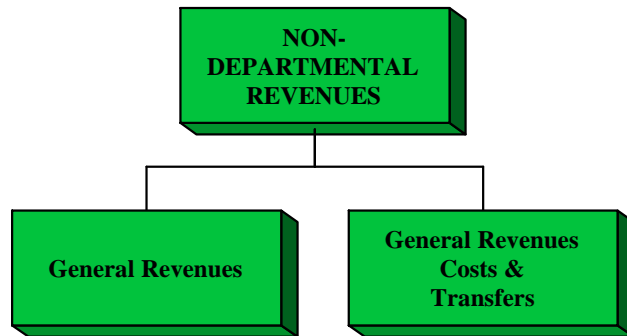 NON-
DEPARTMENTAL
REVENUES
General Revenues
General Revenues
Costs &
Transfers